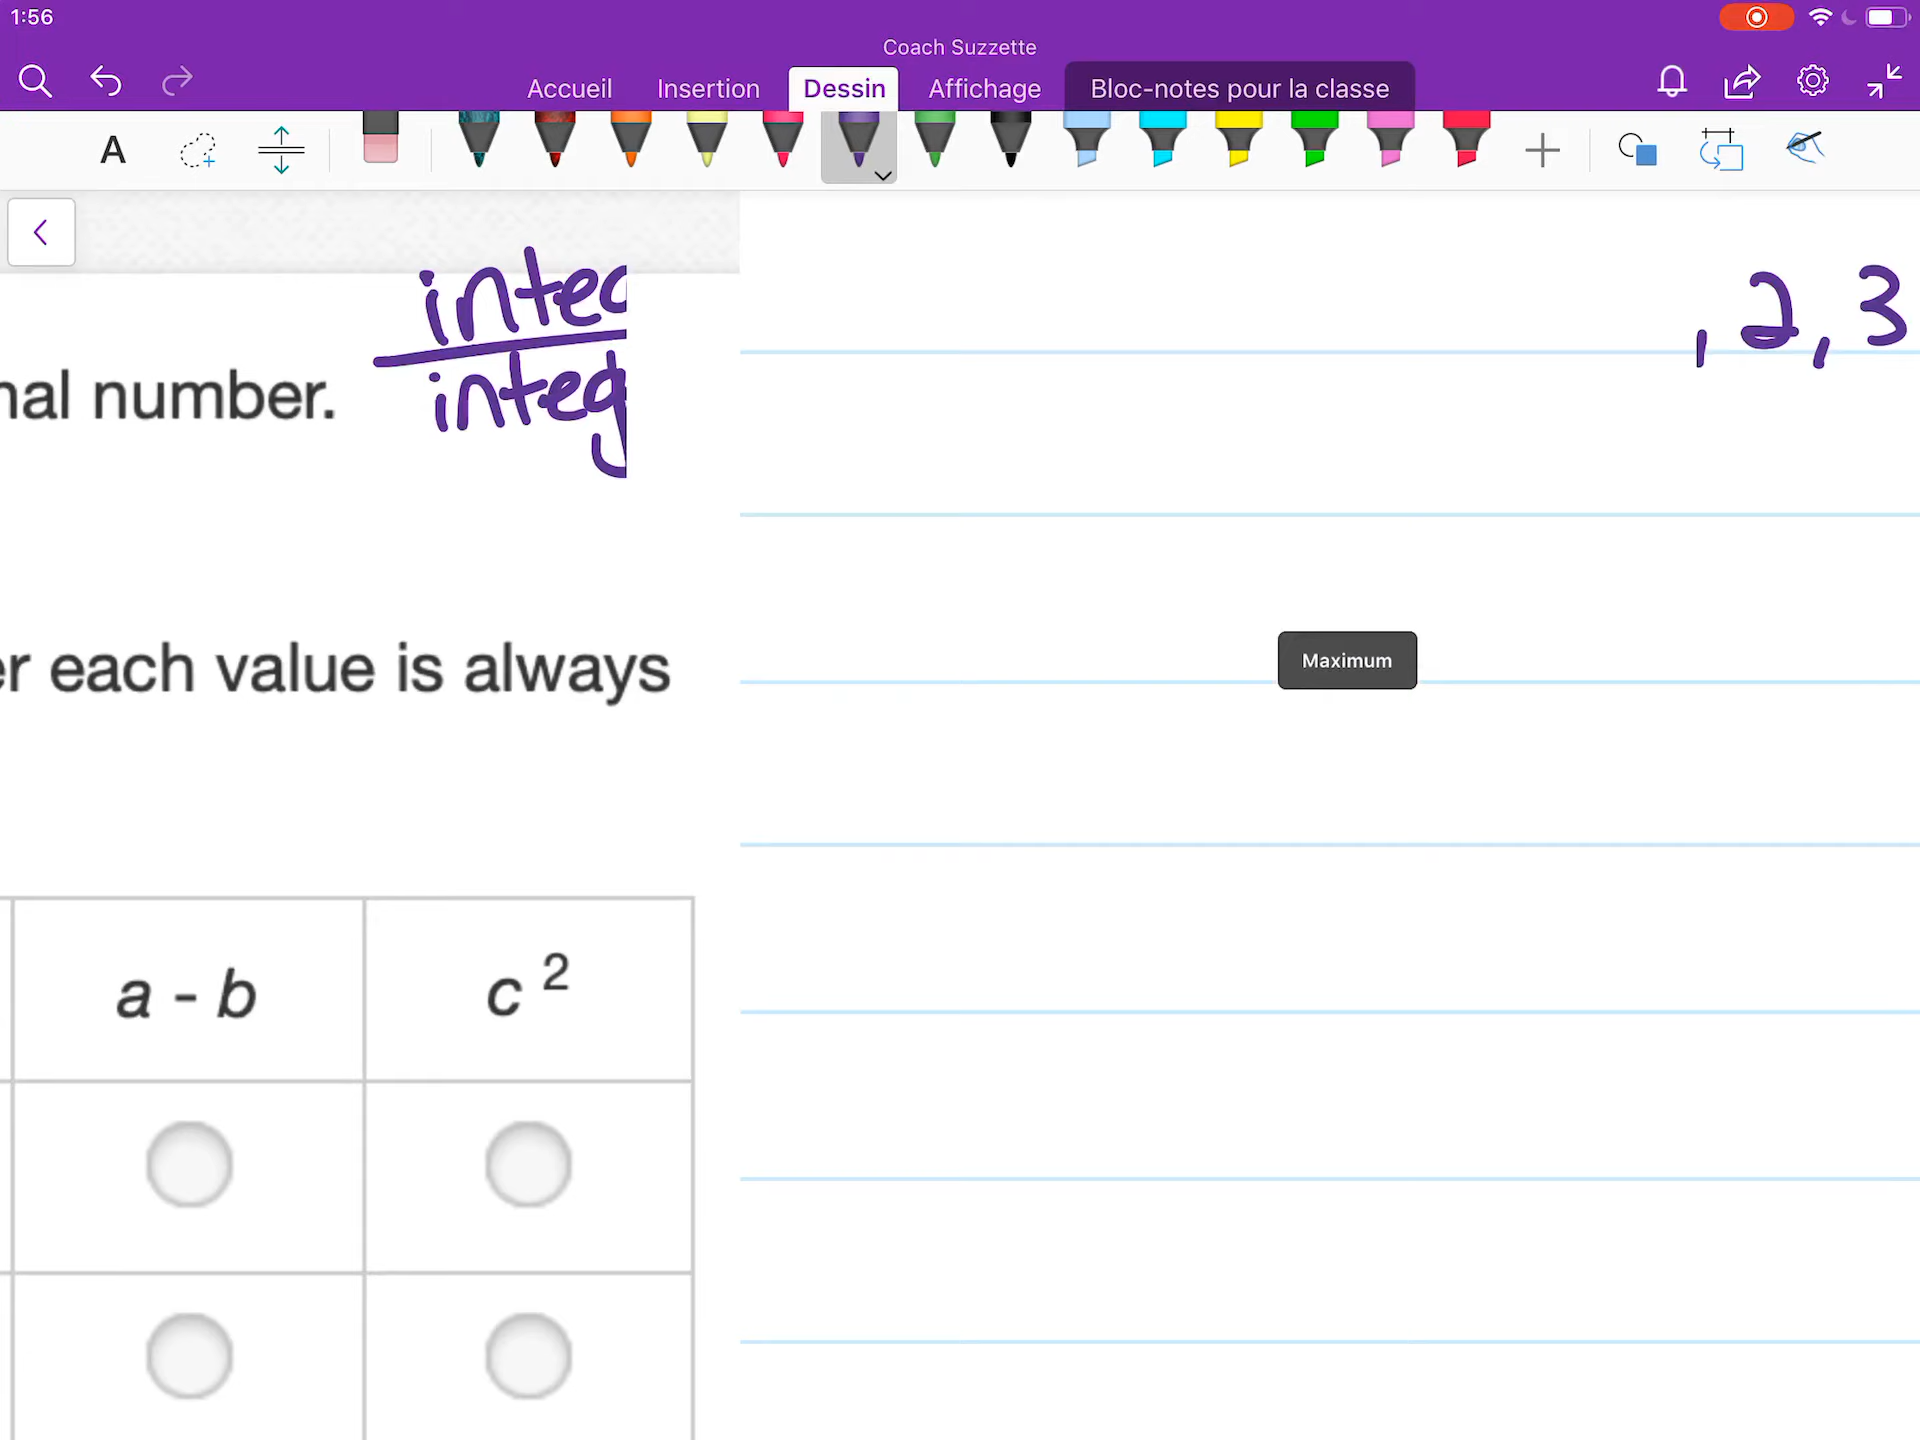 1:56
Coach Suzzette
Accueil Insertion Dessin Affichage Bloc-notes pour la classe
A
, 2, 3
nal number.
integ
Maximum
er each value is always
a - b
c 2